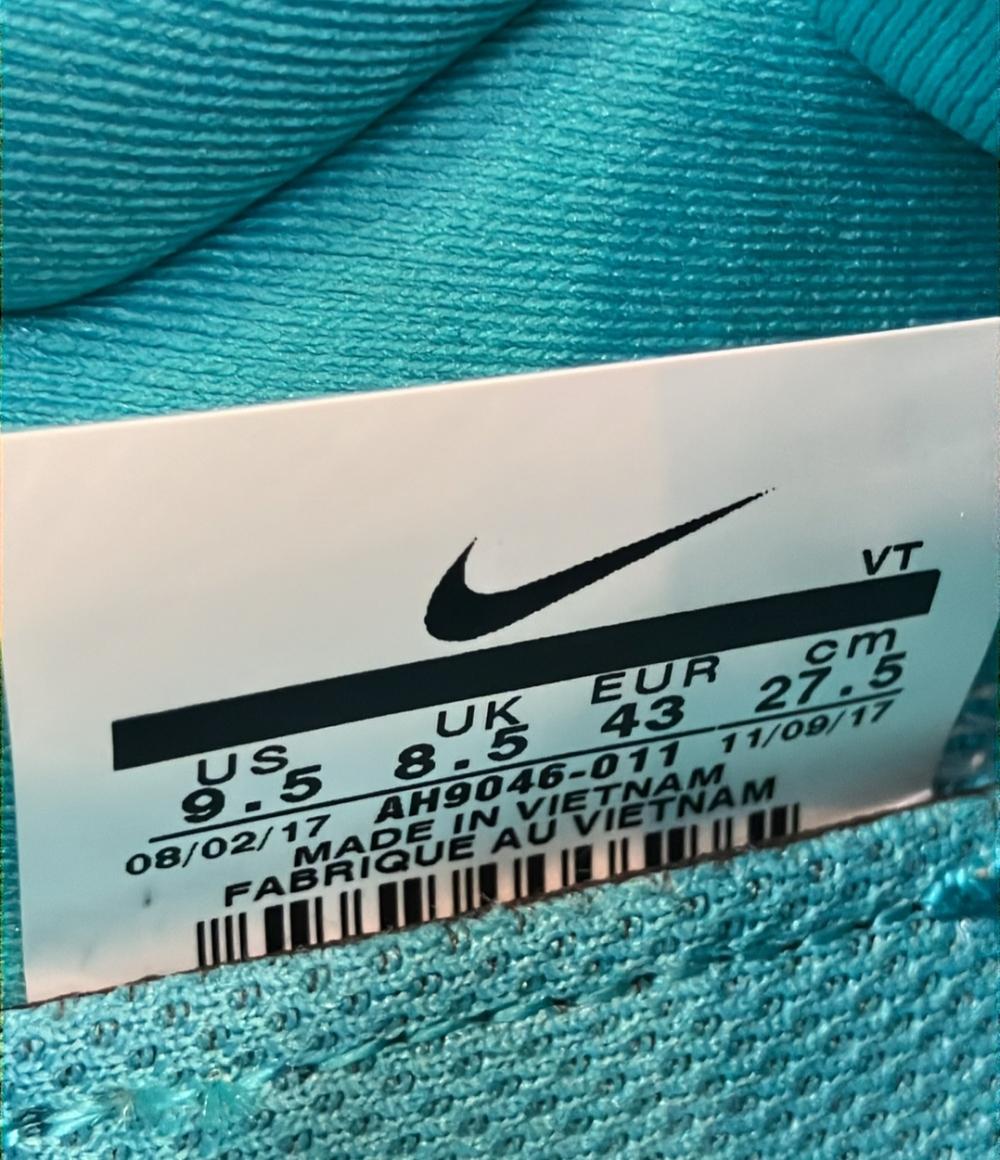 VT
US UK EUR cm
9.5 8.5 43 27.5
08/02/17 AH9046-011 11/09/17
MADE IN VIETNAM
FABRIQUE AU VIETNAM